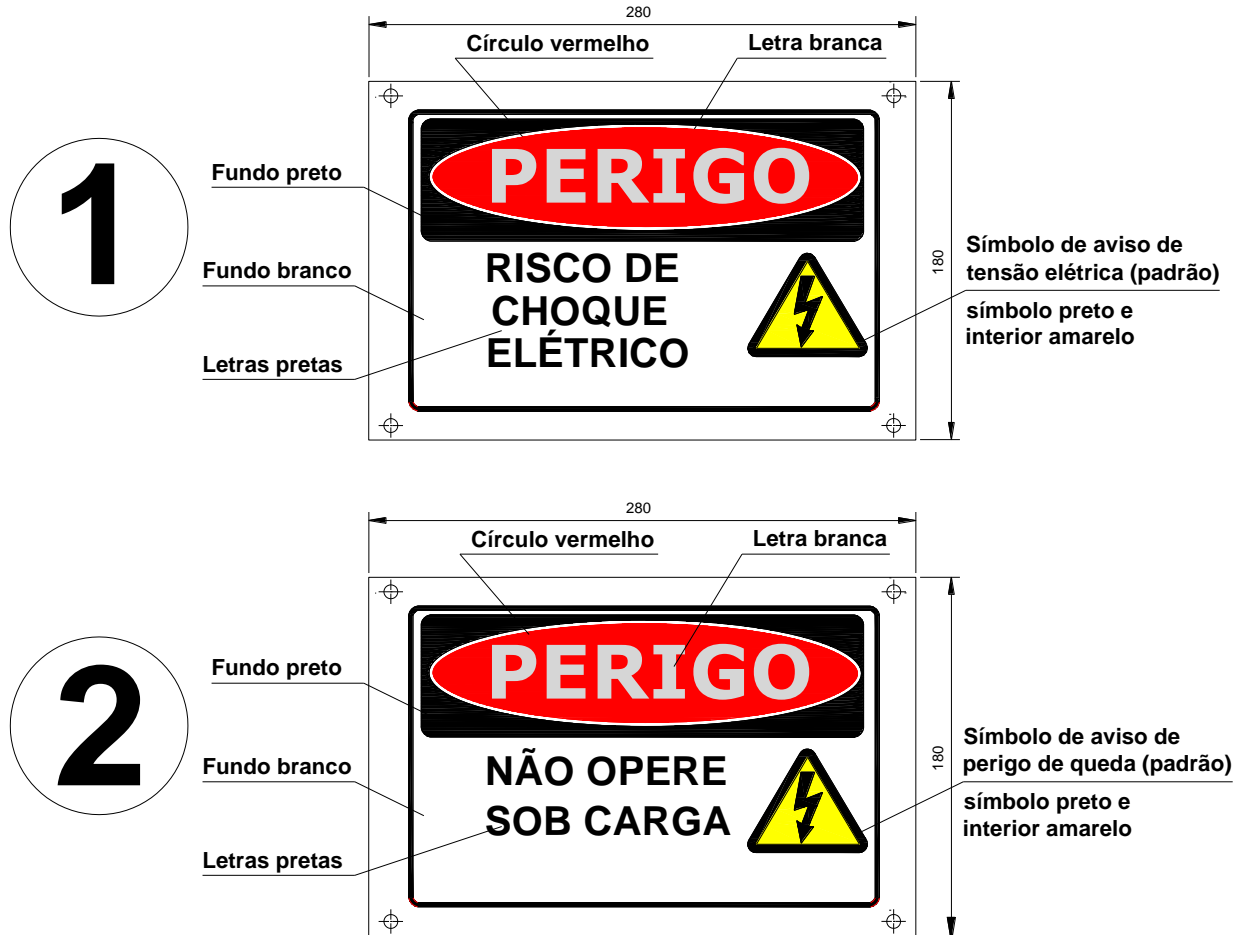 280
Círculo vermelho
Letra branca
1
Fundo preto
PERIGO
Fundo branco
RISCO DE
CHOQUE
ELÉTRICO
Letras pretas
180
Símbolo de aviso de
tensão elétrica (padrão)
símbolo preto e
interior amarelo
280
Círculo vermelho
Letra branca
2
Fundo preto
PERIGO
Fundo branco
NÃO OPERE
SOB CARGA
Letras pretas
180
Símbolo de aviso de
perigo de queda (padrão)
símbolo preto e
interior amarelo